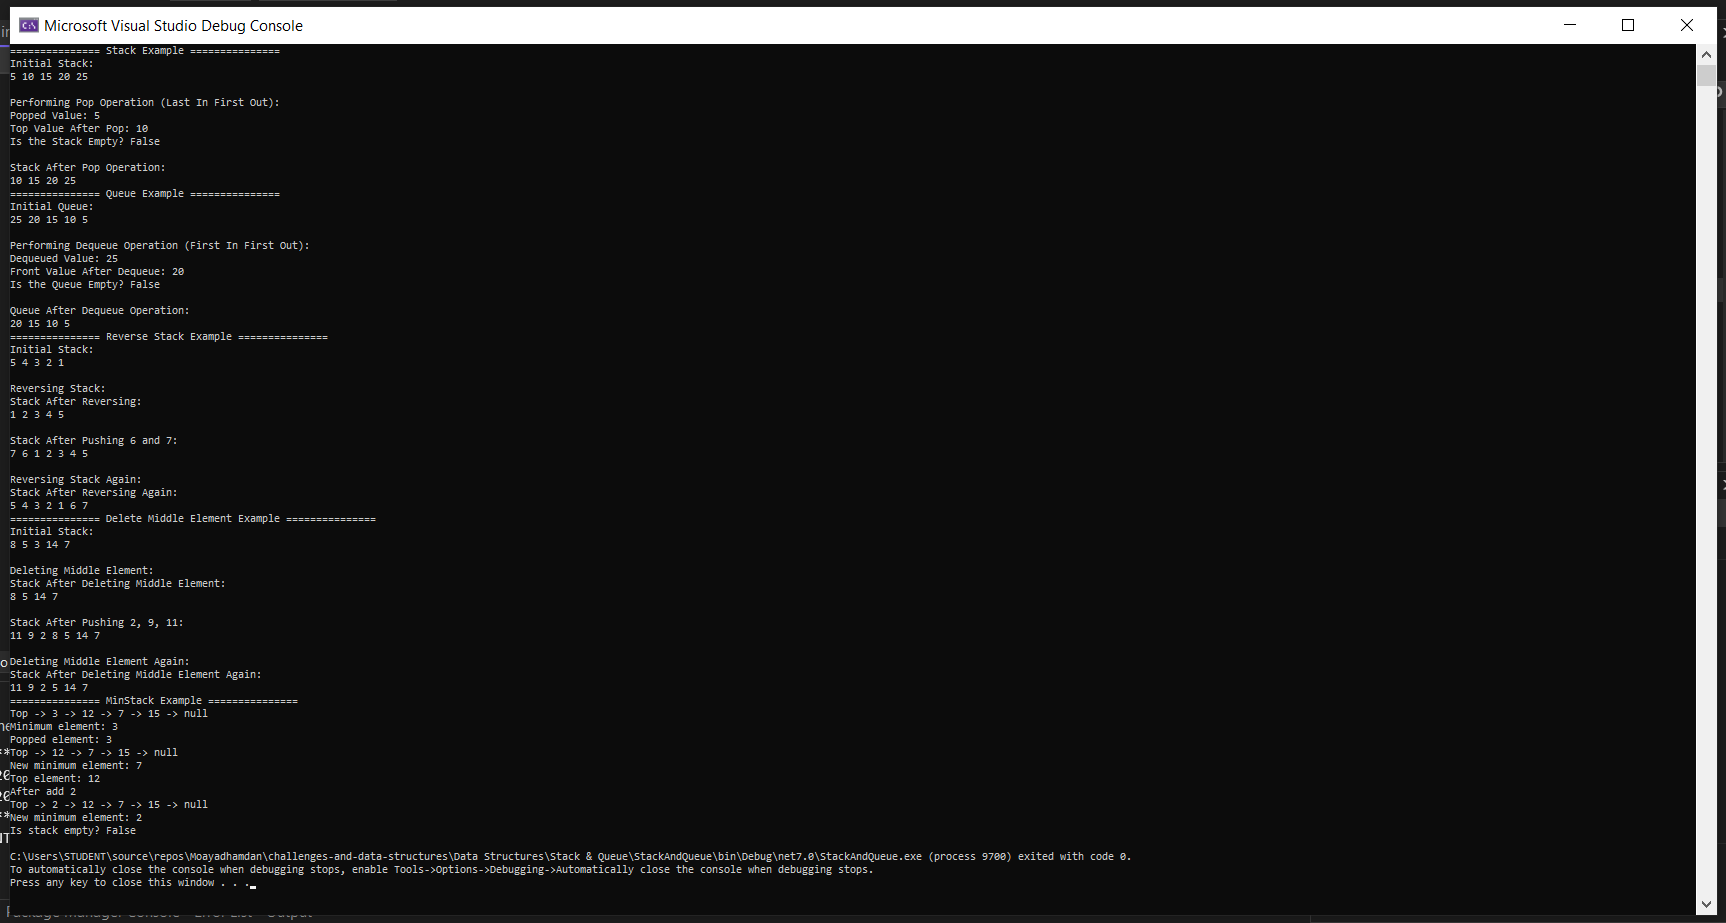 Microsoft Visual Studio Debug Console
=============== Stack Example ===============
Initial Stack:
5 10 15 20 25
Performing Pop Operation (Last In First Out):
Popped Value: 5
Top Value After Pop: 10
Is the Stack Empty? False
Stack After Pop Operation:
10 15 20 25
=============== Queue Example ===============
Initial Queue:
25 20 15 10 5
Performing Dequeue Operation (First In First Out):
Dequeued Value: 25
Front Value After Dequeue: 20
Is the Queue Empty? False
Queue After Dequeue Operation:
20 15 10 5
=============== Reverse Stack Example ===============
Initial Stack:
5 4 3 2 1
Reversing Stack:
Stack After Reversing:
1 2 3 4 5
Stack After Pushing 6 and 7:
7 6 1 2 3 4 5
Reversing Stack Again:
Stack After Reversing Again:
5 4 3 2 1 6 7
=============== Delete Middle Element Example ===============
Initial Stack:
8 5 3 14 7
Deleting Middle Element:
Stack After Deleting Middle Element:
8 5 14 7
Stack After Pushing 2, 9, 11:
11 9 2 8 5 14 7
Deleting Middle Element Again:
Stack After Deleting Middle Element Again:
11 9 2 5 14 7
=============== MinStack Example ===============
Top -> 3 -> 12 -> 7 -> 15 -> null
Minimum element: 3
Popped element: 3
Top -> 12 -> 7 -> 15 -> null
New minimum element: 7
Top element: 12
After add 2
Top -> 2 -> 12 -> 7 -> 15 -> null
New minimum element: 2
Is stack empty? False
C:\Users\STUDENT\source\repos\Moayadhamdan\challenges-and-data-structures\Data Structures\Stack & Queue\StackAndQueue\bin\Debug\net7.0\StackAndQueue.exe (process 9700) exited with code 0.
To automatically close the console when debugging stops, enable Tools->Options->Debugging->Automatically close the console when debugging stops.
Press any key to close this window . . .